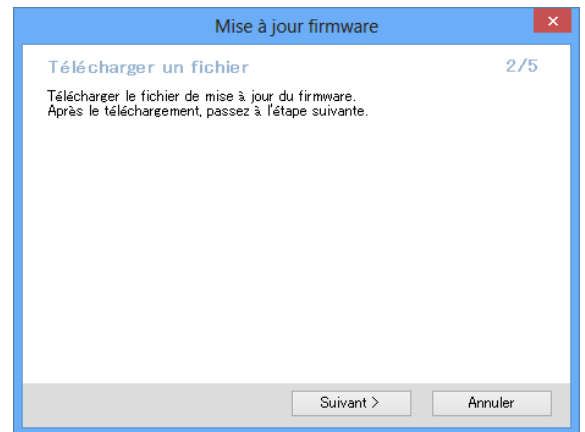 Mise à jour firmware
×
Télécharger un fichier 2/5
Télécharger le fichier de mise à jour du firmware.
Après le téléchargement, passez à l'étape suivante.
Suivant > Annuler